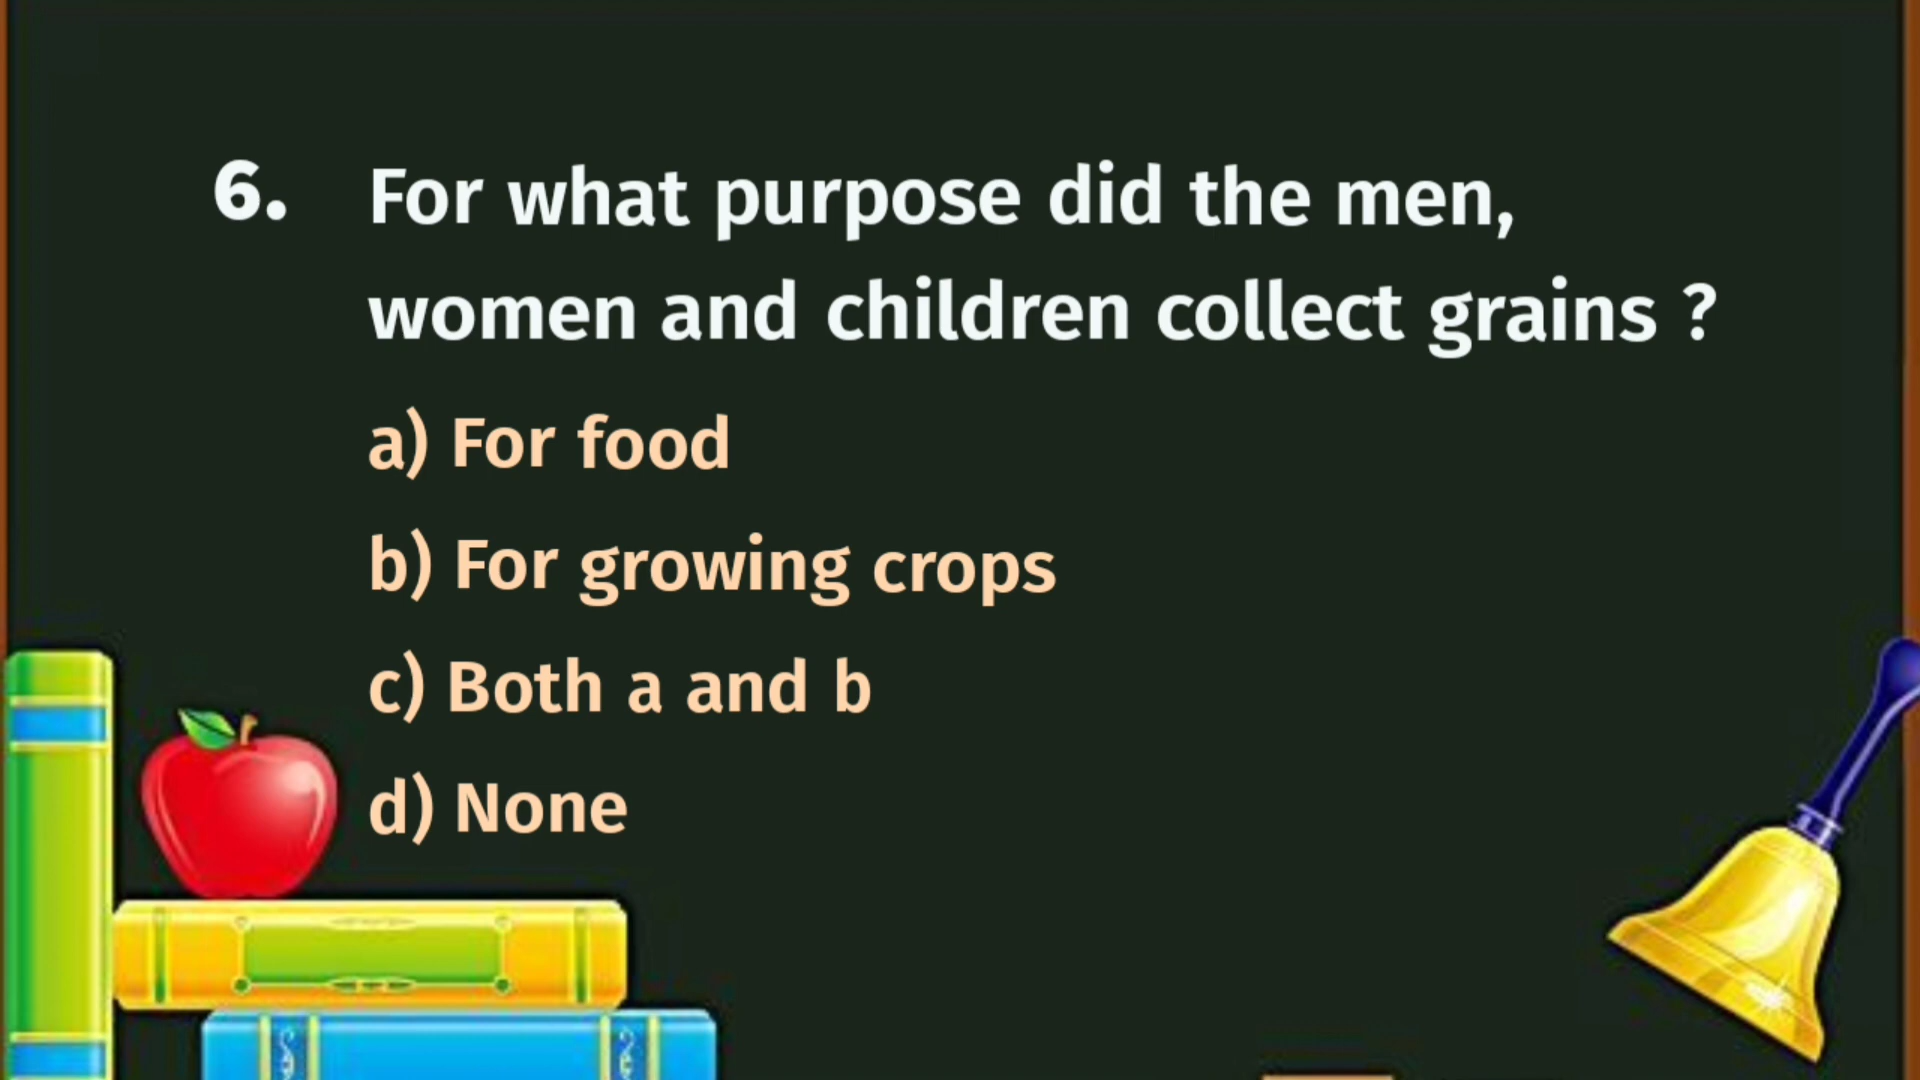 6. For what purpose did the men,
women and children collect grains ?
a) For food
b) For growing crops
c) Both a and b
d) None